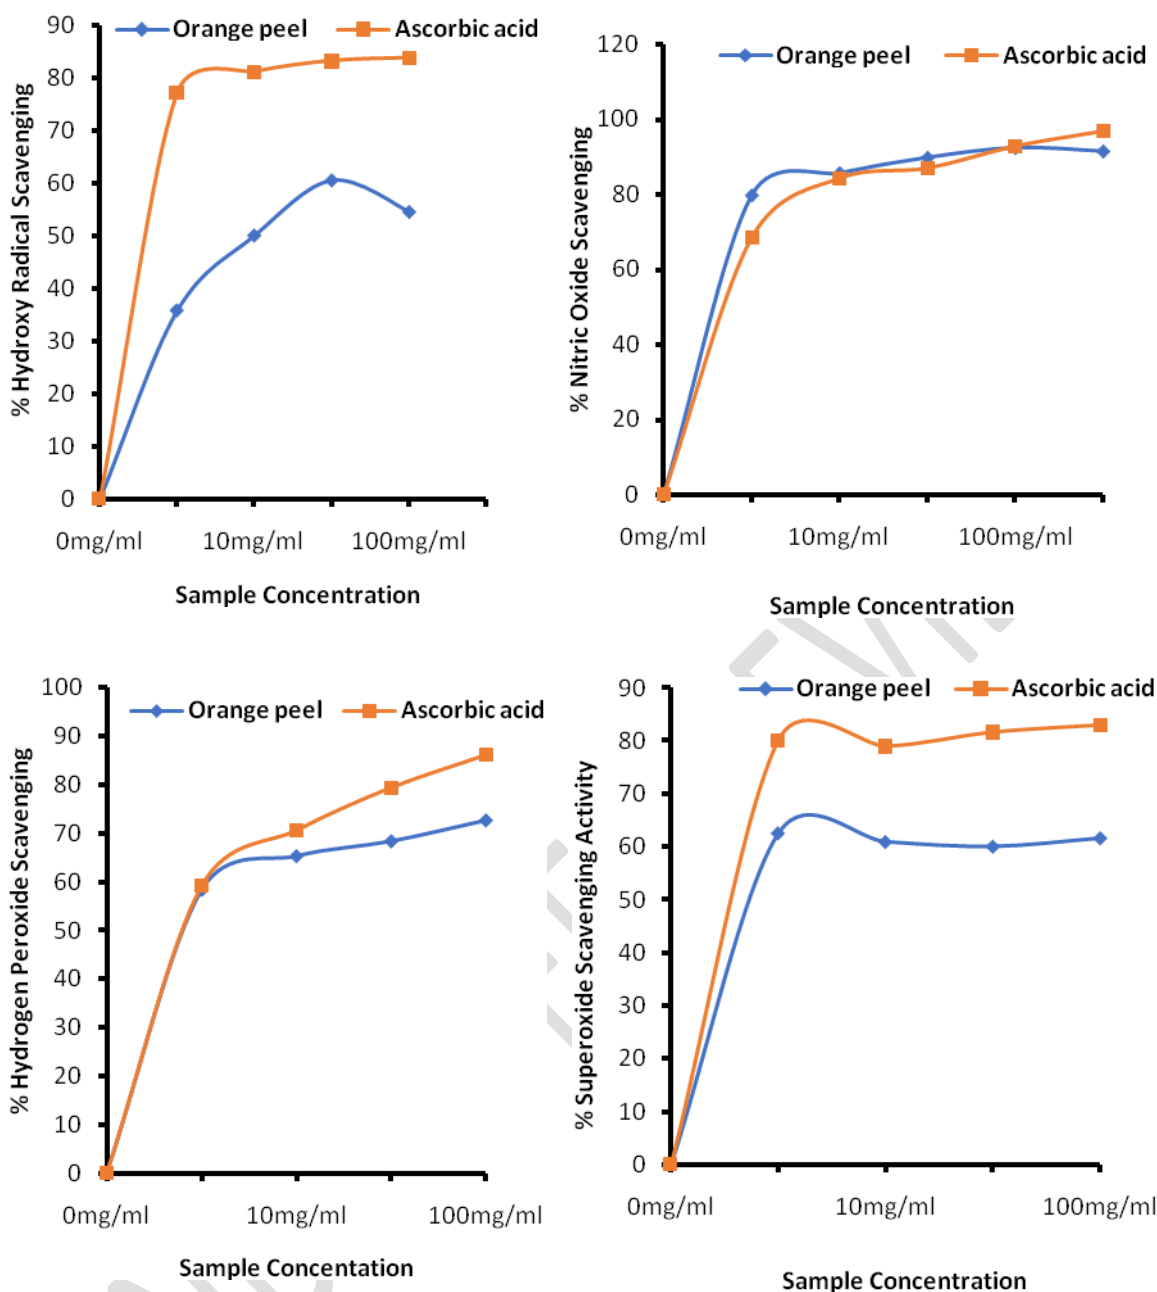 Orange peel
Ascorbic acid
% Hydroxy Radical Scavenging
90
80
70
60
50
40
30
20
10
0
0mg/ml
10mg/ml
100mg/ml
Sample Concentration
Orange peel
Ascorbic acid
% Nitric Oxide Scavenging
120
100
80
60
40
20
0
0mg/ml
10mg/ml
100mg/ml
Sample Concentration
Orange peel
Ascorbic acid
% Hydrogen Peroxide Scavenging
100
90
80
70
60
50
40
30
20
10
0
0mg/ml
10mg/ml
100mg/ml
Sample Concentation
Orange peel
Ascorbic acid
% Superoxide Scavenging Activity
90
80
70
60
50
40
30
20
10
0
0mg/ml
10mg/ml
100mg/ml
Sample Concentration